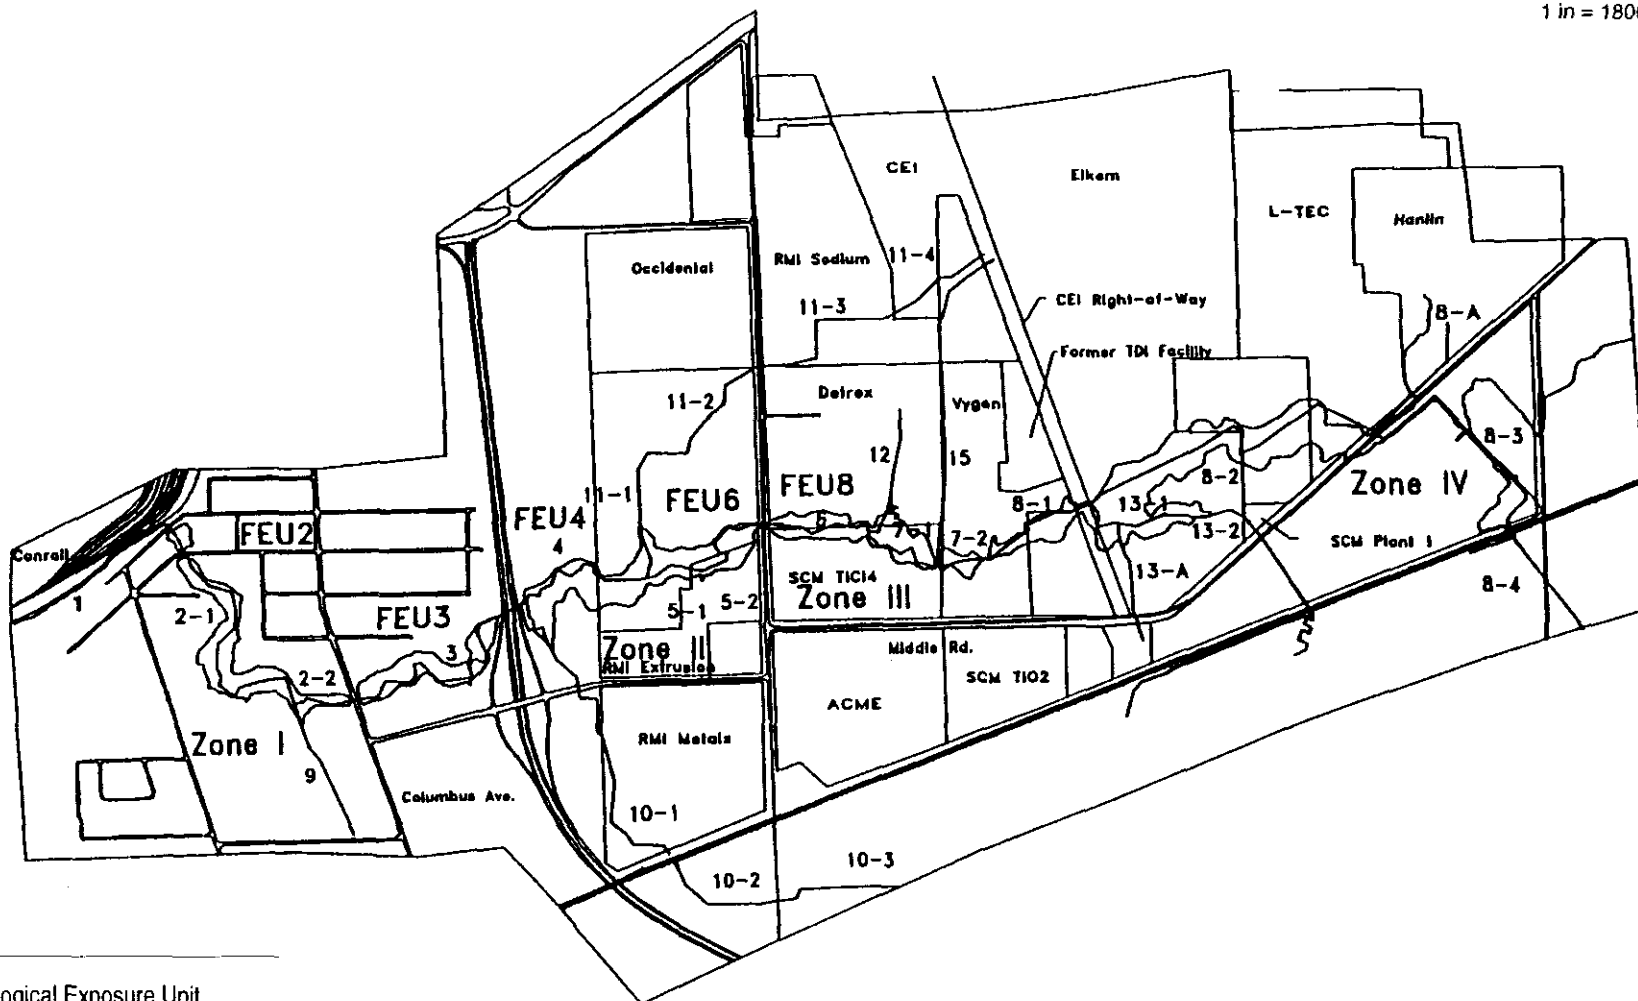 1 in = 180
CEI
Elkem
L-TEC
Hanlin
Occidental
RMI Sodium
11-4
11-3
CEI Right-of-Way
8-A
Former TDI Facility
11-2
Detrex
Vygen
12
15
8-3
11-1
FEU6
FEU8
8-2
Zone IV
FEU4
8-1
13-1
FEU2
4
6
7
7-2
13-2
SCM Plant 1
Conrail
1
2-1
SCM TiCl4
13-A
8-4
FEU3
5-1
5-2
Zone III
3
Zone II
Middle Rd.
RMI Extrusion
2-2
SCM TiO2
ACME
Zone I
RMI Metals
9
Columbus Ave.
10-1
10-2
10-3
ogical Exposure Unit